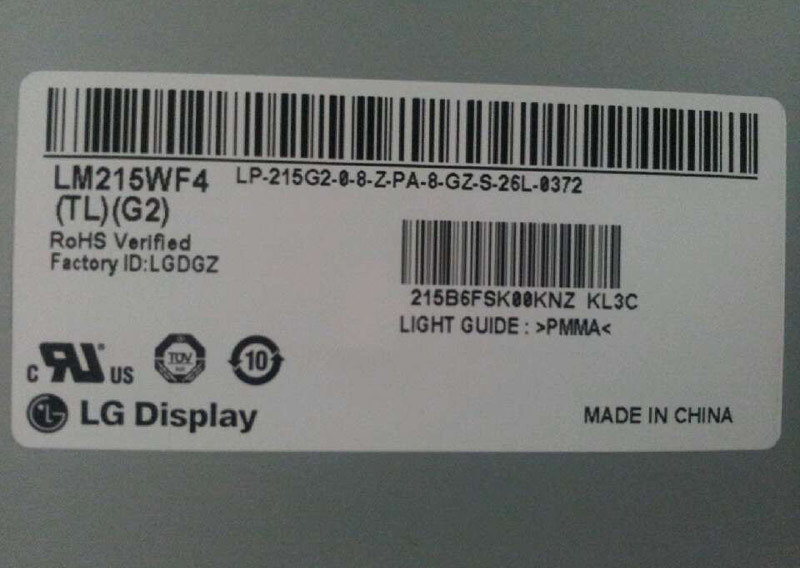 LM215WF4 LP-215G2-0-8-Z-PA-8-GZ-S-26L-0372
(TL)(G2)
RoHS Verified
Factory ID:LGDGZ
215B6FSK00KNZ KL3C
LIGHT GUIDE : >PMMA<
c RU US TÜV 10
LG Display
MADE IN CHINA